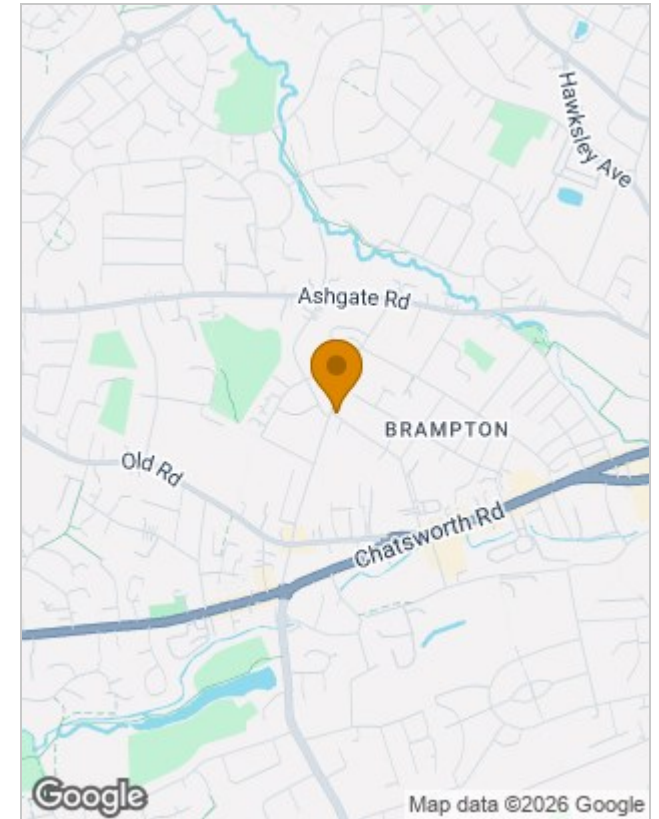 Hawksley Ave
Ashgate Rd
BRAMPTON
Old Rd
Chatsworth Rd
Google
Map data ©2026 Google